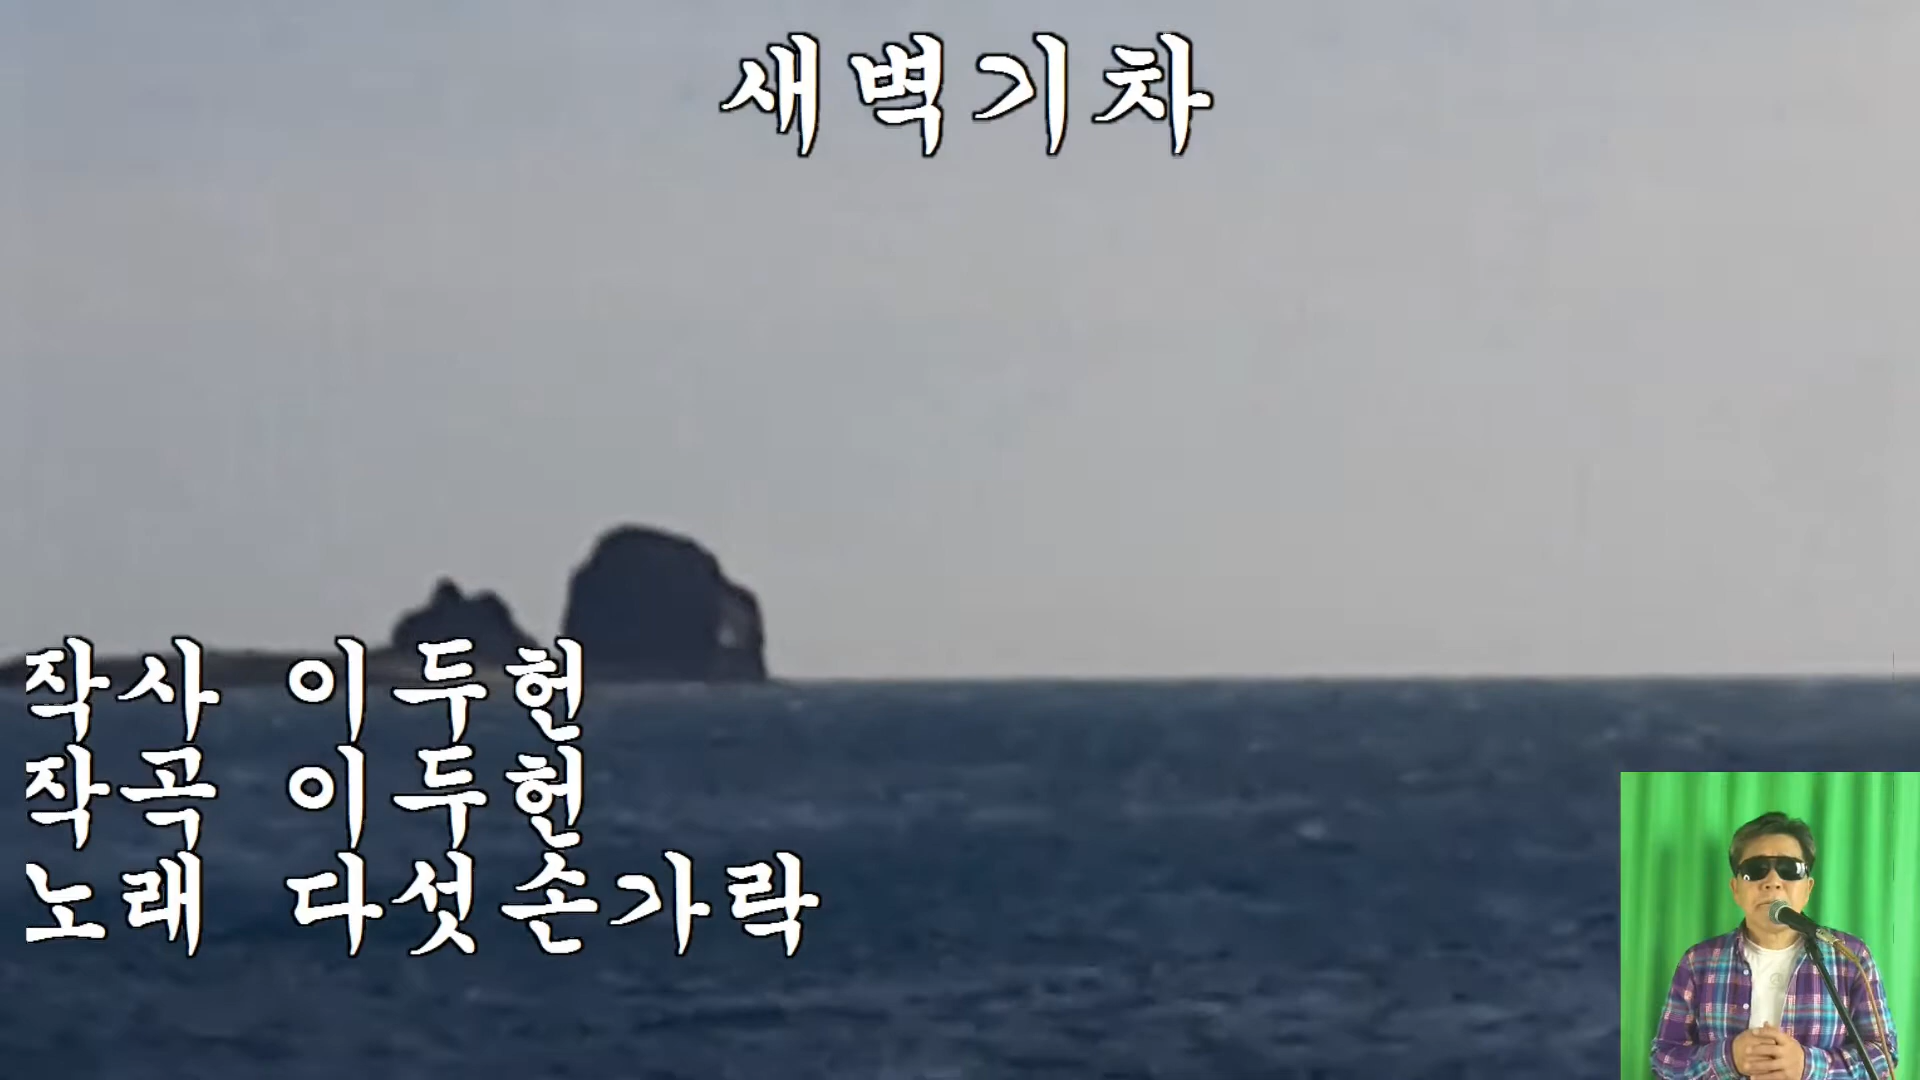 새벽기차
작사 이두헌
작곡 이두헌
노래 다섯손가락